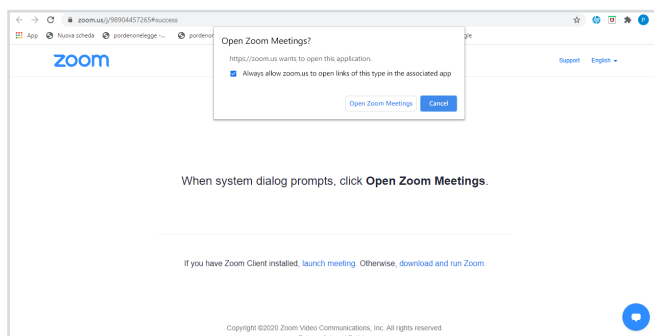 zoom.us/j/98904457265#success
P
App Nuova scheda pordenonelegge -... pordenor gle
Open Zoom Meetings?
https://zoom.us wants to open this application.
Always allow zoom.us to open links of this type in the associated app
Open Zoom Meetings Cancel
zoom
Support English
When system dialog prompts, click Open Zoom Meetings.
If you have Zoom Client installed, launch meeting. Otherwise, download and run Zoom.
Copyright ©2020 Zoom Video Communications, Inc. All rights reserved.